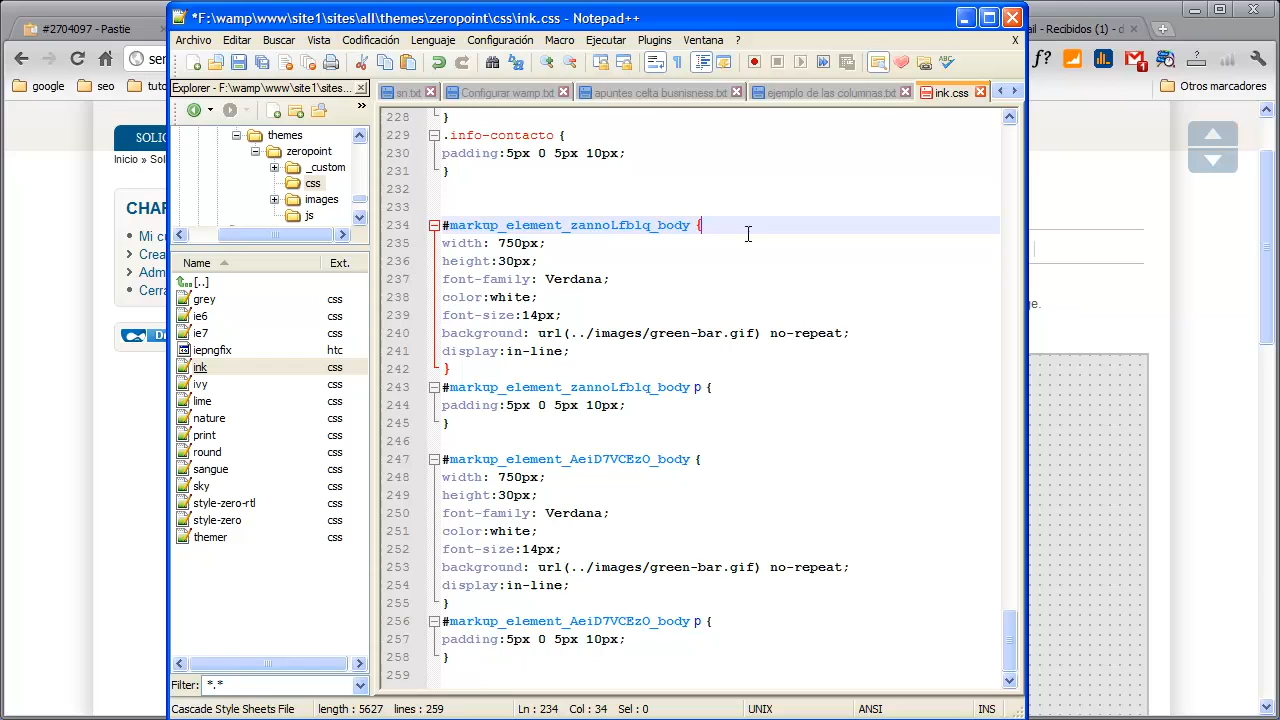 *F:\wamp\www\site1\sites\all\themes\zeropoint\css\ink.css - Notepad++
#2704097 - Pastie
ail - Recibidos (1) - d
Archivo Editar Buscar Vista Codificación Lenguaje Configuración Macro Ejecutar Plugins Ventana ? X
google seo
Otros marcadores
Explorer - F:\wamp\www\site1\sites...
sn.txt Configurar wamp.txt apuntes celta busnisness.txt ejemplo de las columnas.txt ink.css
SOLIC
Inicio » Soli
CHAR
Mi cu
Crea
Adm
Cerra
themes
zeropoint
_custom
css
images
js
Name Ext.
[..]
grey css
ie6 css
ie7 css
iepngfix htc
ink css
ivy css
lime css
nature css
print css
round css
sangue css
sky css
style-zero-rtl css
style-zero css
themer css
Filter: *.*
228 }
229 .info-contacto {
230 padding:5px 0 5px 10px;
231 }
232
233
234 #markup_element_zannoLfblq_body {
235 width: 750px;
236 height:30px;
237 font-family: Verdana;
238 color:white;
239 font-size:14px;
240 background: url(../images/green-bar.gif) no-repeat;
241 display:in-line;
242 }
243 #markup_element_zannoLfblq_body p {
244 padding:5px 0 5px 10px;
245 }
246
247 #markup_element_AeiD7VCEzO_body {
248 width: 750px;
249 height:30px;
250 font-family: Verdana;
251 color:white;
252 font-size:14px;
253 background: url(../images/green-bar.gif) no-repeat;
254 display:in-line;
255 }
256 #markup_element_AeiD7VCEzO_body p {
257 padding:5px 0 5px 10px;
258 }
259
ge.
Cascade Style Sheets File length : 5627 lines : 259 Ln : 234 Col : 34 Sel : 0 UNIX ANSI INS